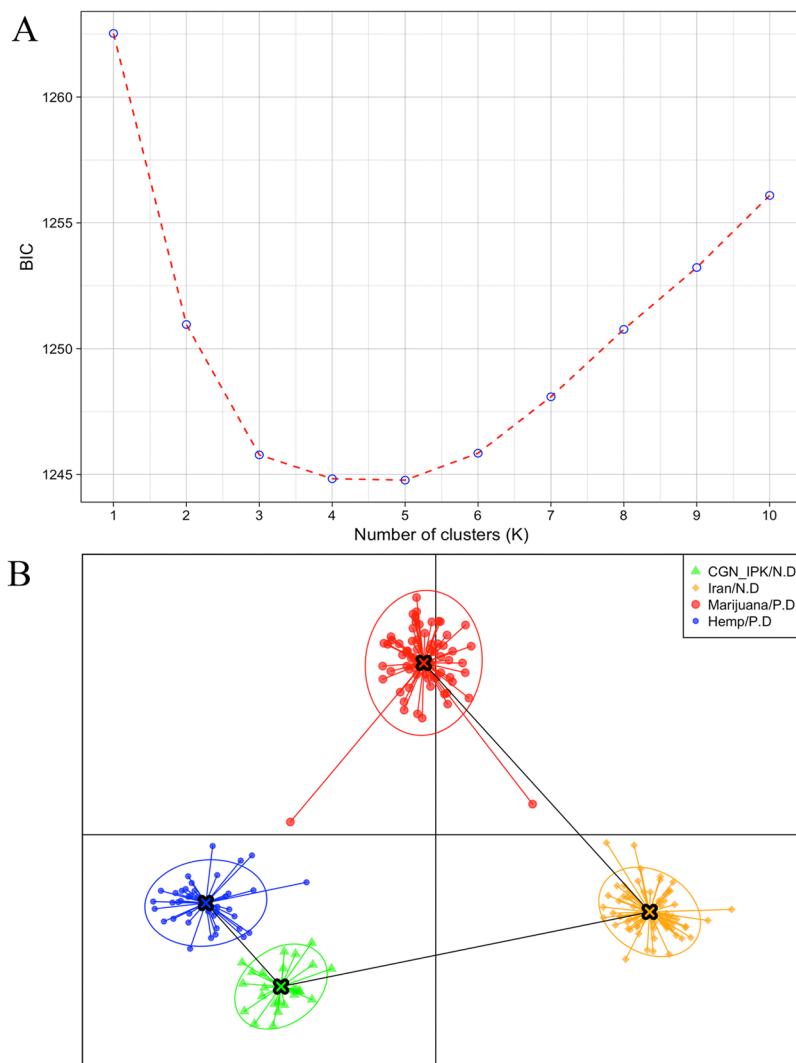 A
1260
1255
1250
1245
BIC
1 2 3 4 5 6 7 8 9 10
Number of clusters (K)
B
CGN_IPK/N.D
Iran/N.D
Marijuana/P.D
Hemp/P.D